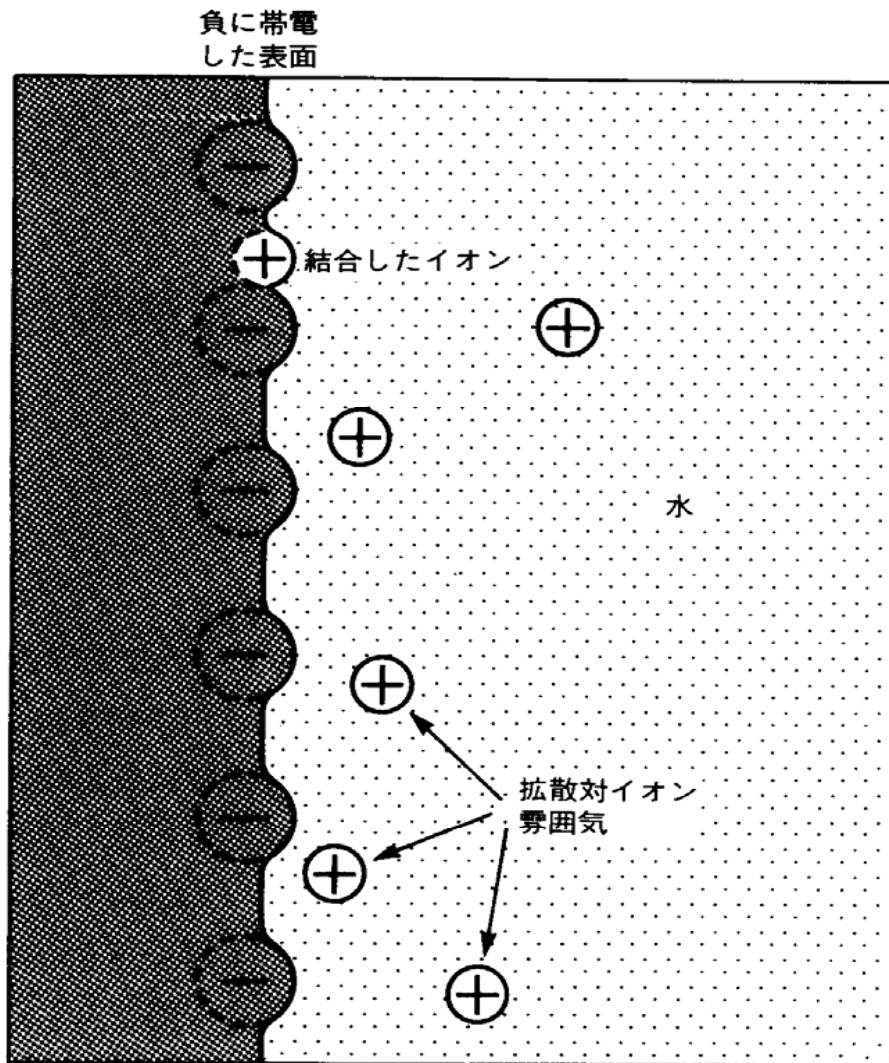 負に帯電
した表面
結合したイオン
水
拡散対イオン
雰囲気